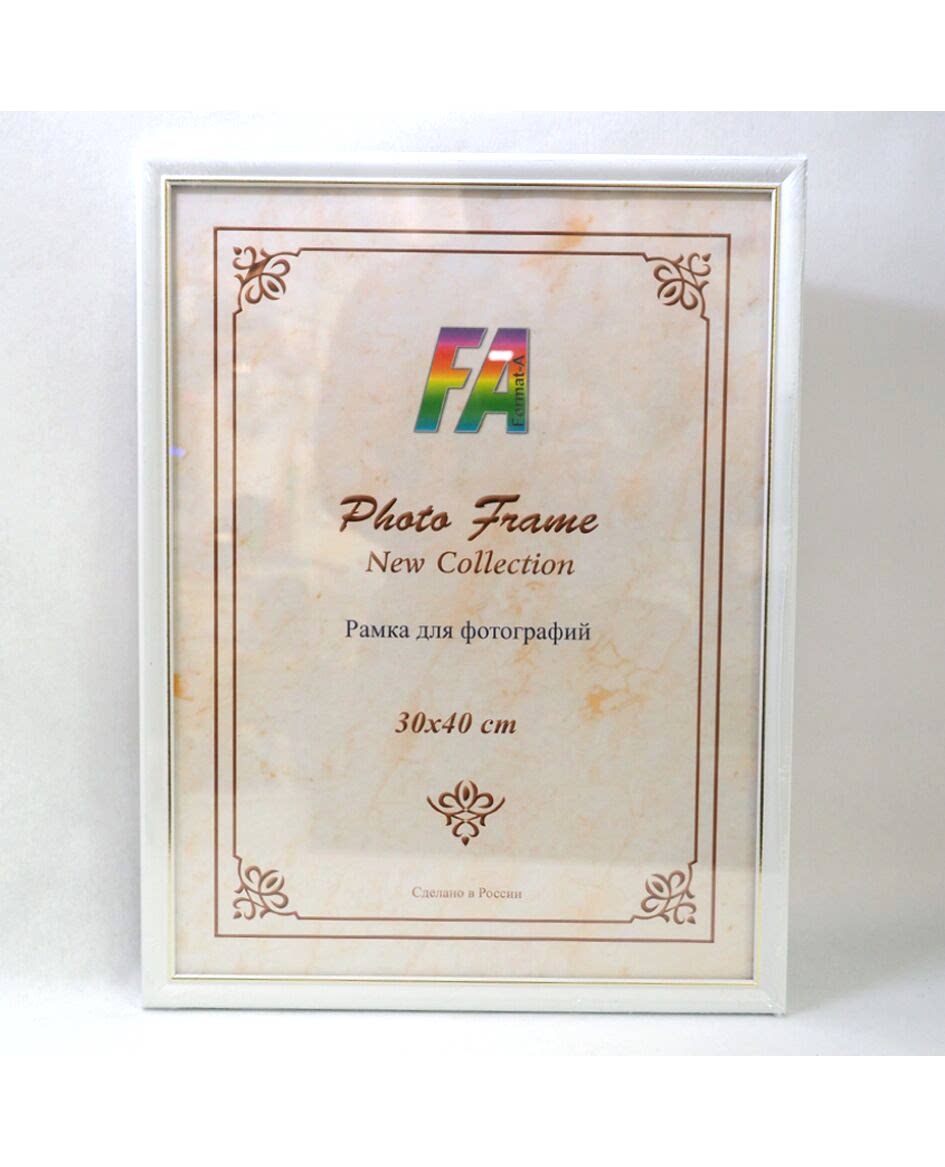 FA
Format-A
Photo Frame
New Collection
Рамка для фотографий
30x40 cm
Сделано в России